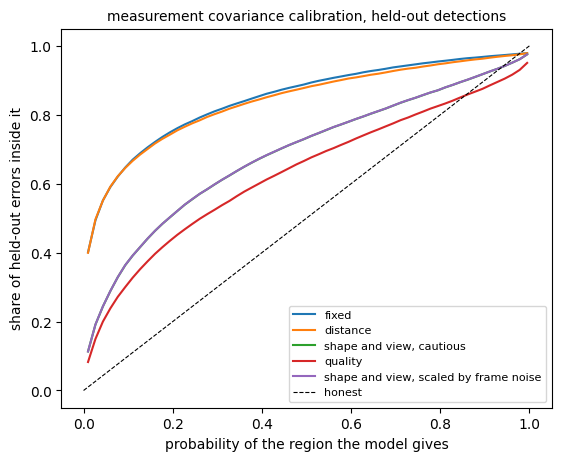 measurement covariance calibration, held-out detections
share of held-out errors inside it
1.0
0.8
0.6
0.4
0.2
0.0
fixed
distance
shape and view, cautious
quality
shape and view, scaled by frame noise
honest
0.0 0.2 0.4 0.6 0.8 1.0
probability of the region the model gives